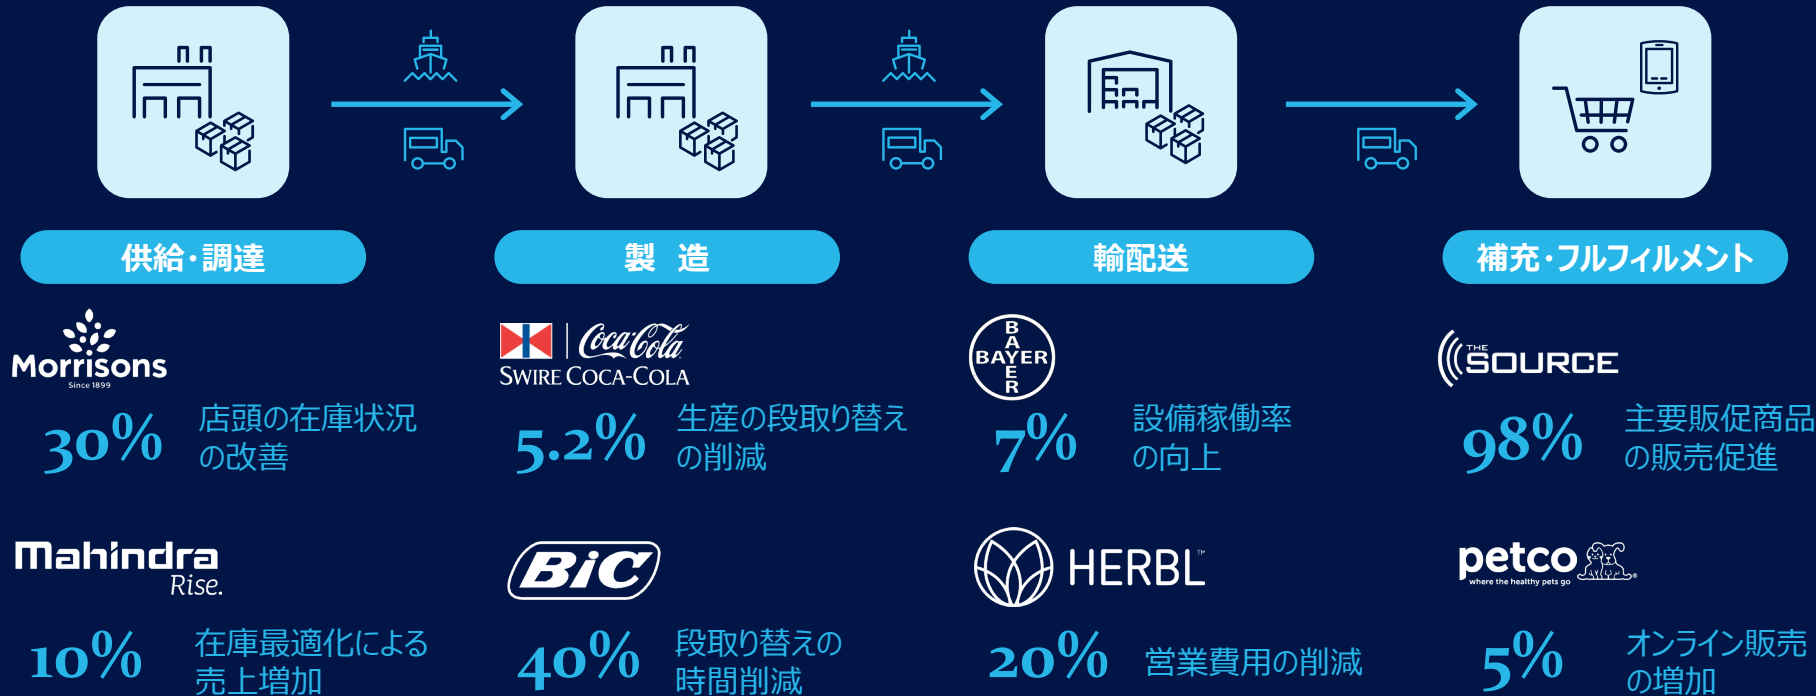 供給・調達
製 造
輸配送
補充・フルフィルメント
Morrisons
Since 1899
30%
店頭の在庫状況
の改善
Coca-Cola
SWIRE COCA-COLA
5.2%
生産の段取り替え
の削減
BAYER
BAYER
7%
設備稼働率
の向上
THE
SOURCE
98%
主要販促商品
の販売促進
Mahindra
Rise.
10%
在庫最適化による
売上増加
BiC
40%
段取り替えの
時間削減
HERBL™
20%
営業費用の削減
petco
where the healthy pets go
5%
オンライン販売
の増加